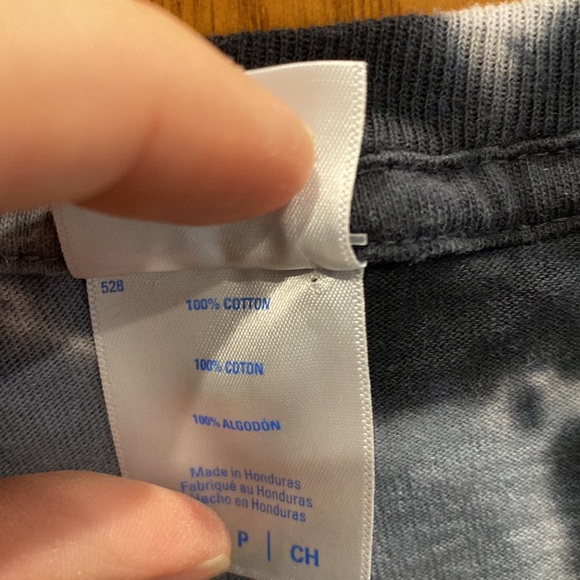 528
100% COTTON
100% COTON
100% ALGODÓN
Made in Honduras
Fabriqué au Honduras
Hecho en Honduras
P | CH